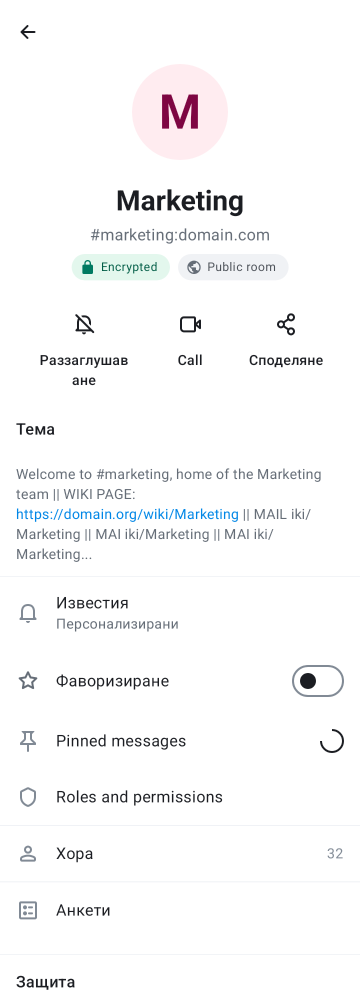 M
Marketing
#marketing:domain.com
Encrypted
Public room
Раззаглушав
ане
Call
Споделяне
Тема
Welcome to #marketing, home of the Marketing
team || WIKI PAGE:
https://domain.org/wiki/Marketing || MAIL iki/
Marketing || MAI iki/Marketing || MAI iki/
Marketing...
Известия
Персонализирани
Фаворизиране
Pinned messages
Roles and permissions
Хора
32
Анкети
Защита